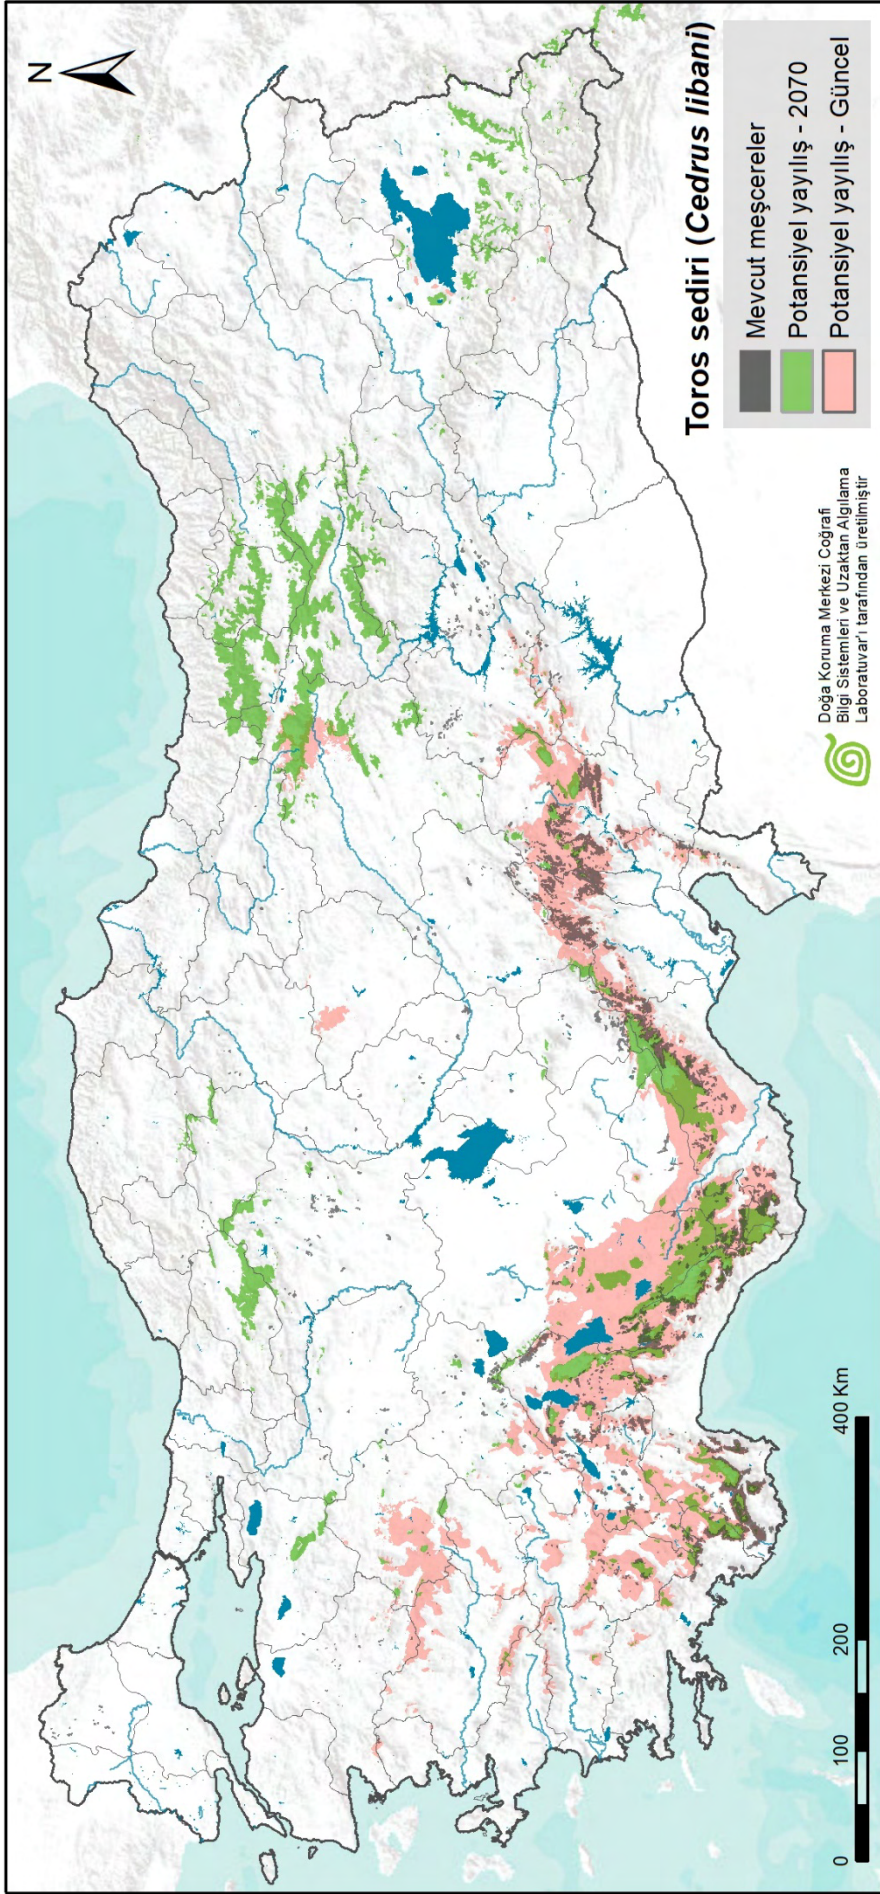 N
Toros sediri (Cedrus libani)
Mevcut meşcereler
Potansiyel yayılış - 2070
Potansiyel yayılış - Güncel
Doğa Koruma Merkezi Coğrafi
Bilgi Sistemleri ve Uzaktan Algılama
Laboratuvar'ı tarafından üretilmiştir
0 100 200 400 Km